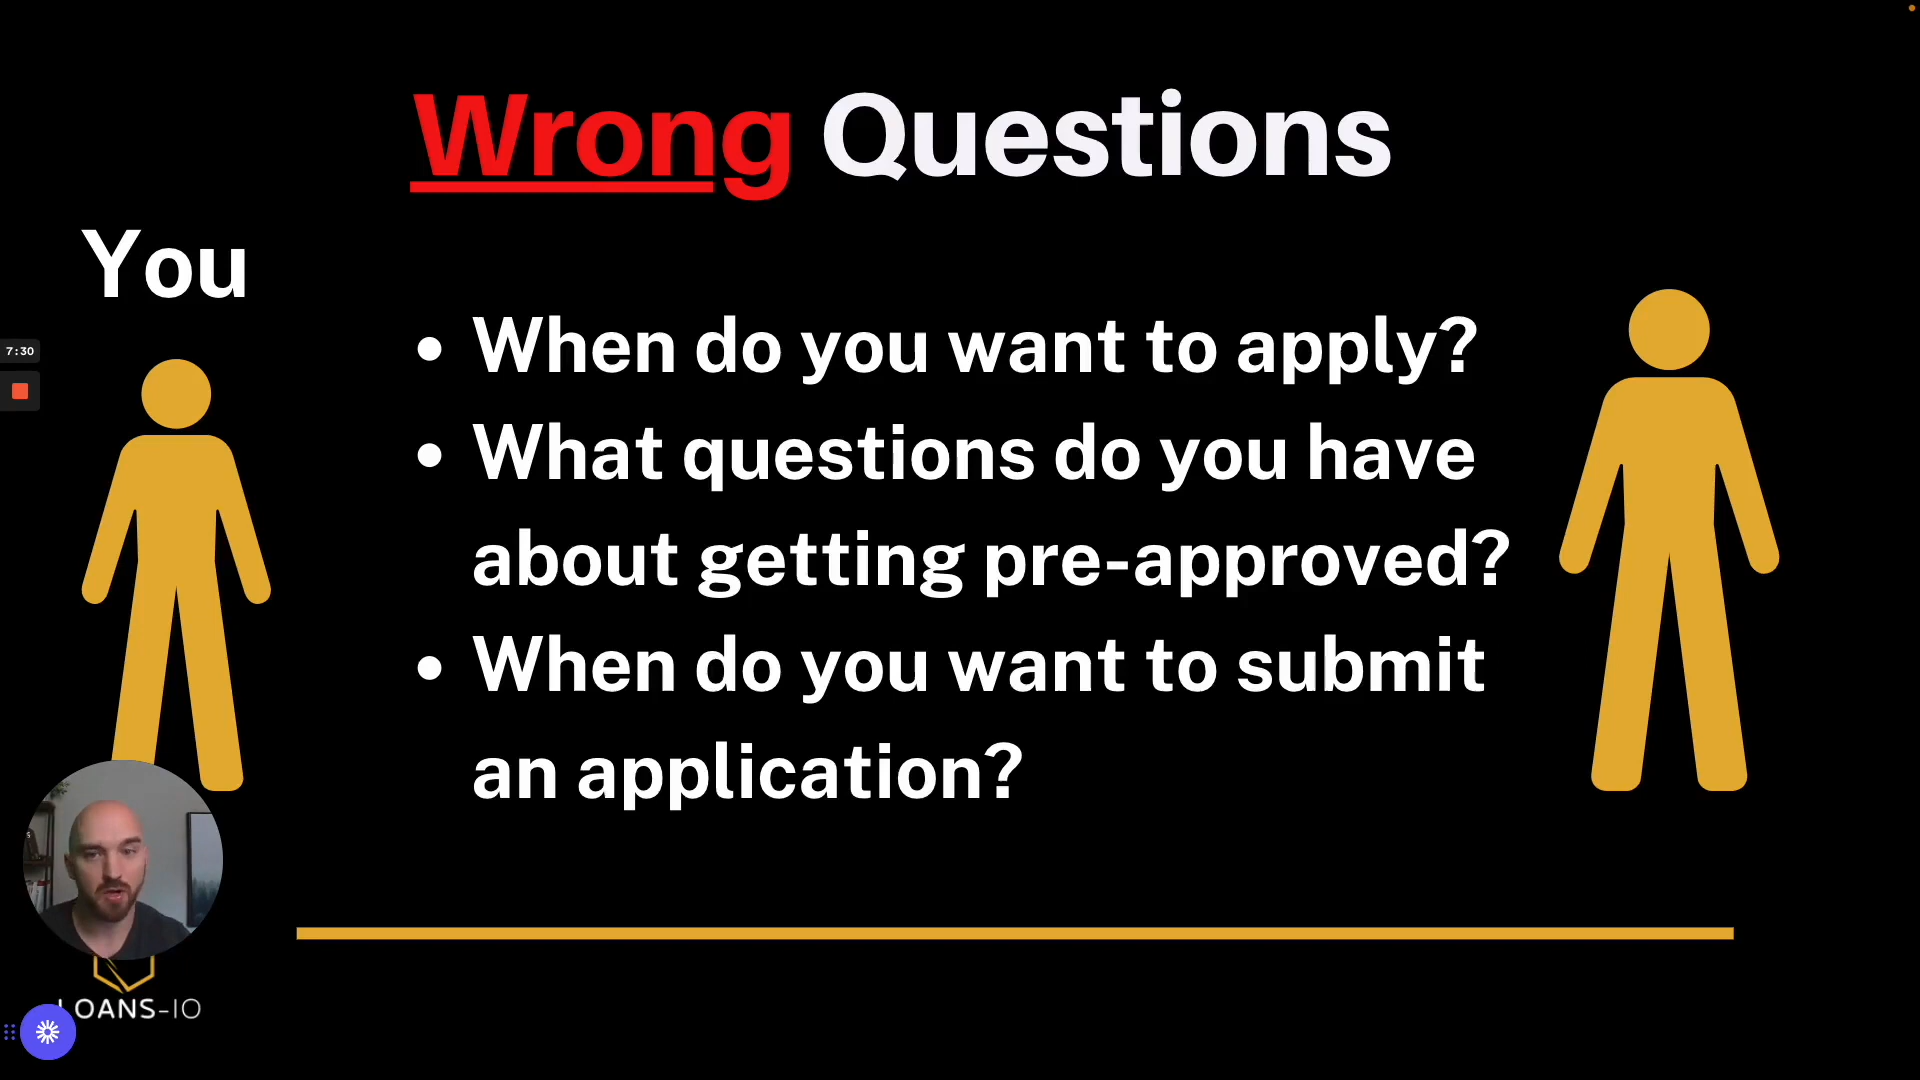 Wrong Questions
You
When do you want to apply?
What questions do you have
about getting pre-approved?
When do you want to submit
an application?
7:30
LOANS-IO